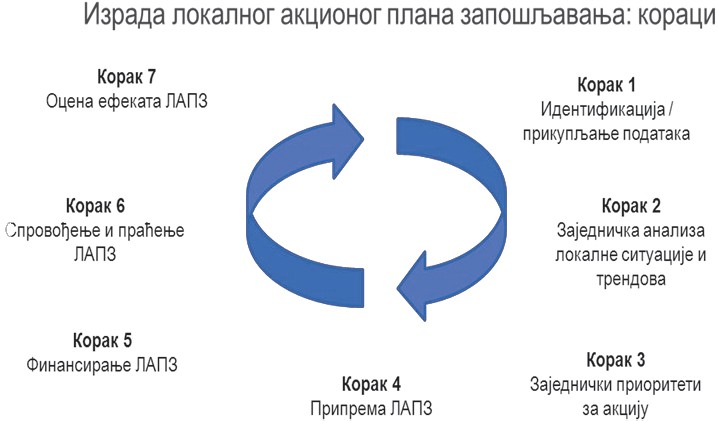 Израда локалног акционог плана запошљавања: кораци
Корак 1
Идентификација /
прикупљање података
Корак 2
Заједничка анализа
локалне ситуације и
трендова
Корак 3
Заједнички приоритети
за акцију
Корак 4
Припрема ЛАПЗ
Корак 5
Финансирање ЛАПЗ
Корак 6
Спровођење и праћење
ЛАПЗ
Корак 7
Оцена ефеката ЛАПЗ